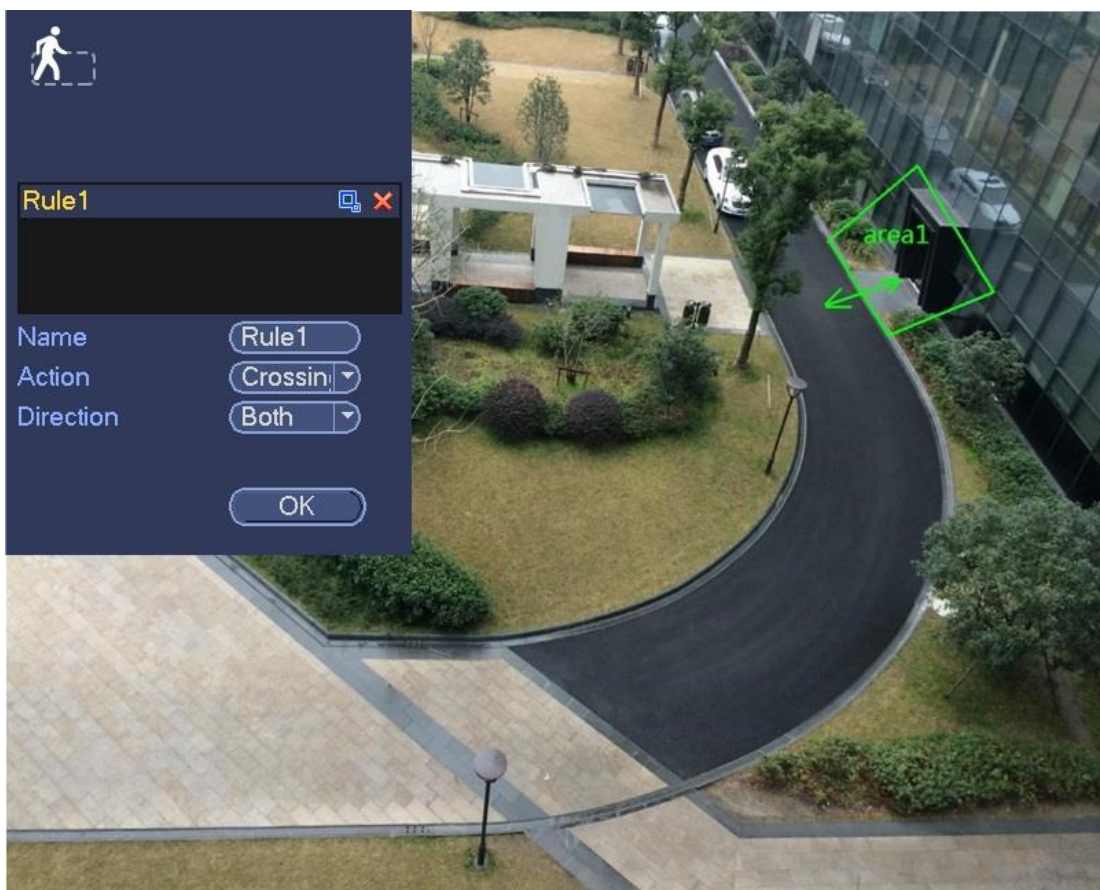 Rule1
Name Rule1
Action Crossin
Direction Both
OK
area1